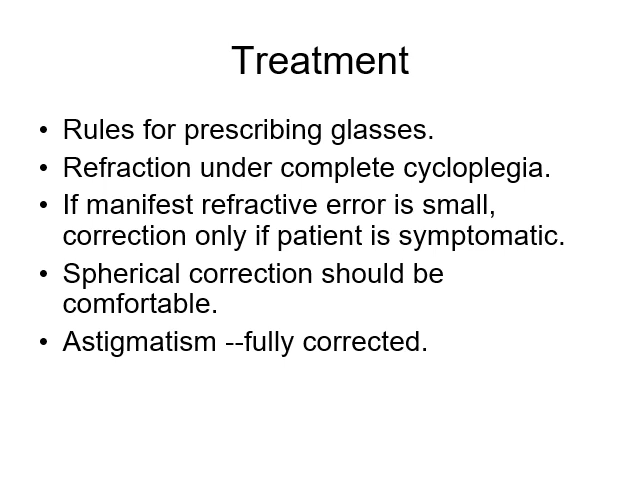 Treatment
• Rules for prescribing glasses.
• Refraction under complete cycloplegia.
• If manifest refractive error is small,
correction only if patient is symptomatic.
• Spherical correction should be
comfortable.
• Astigmatism --fully corrected.